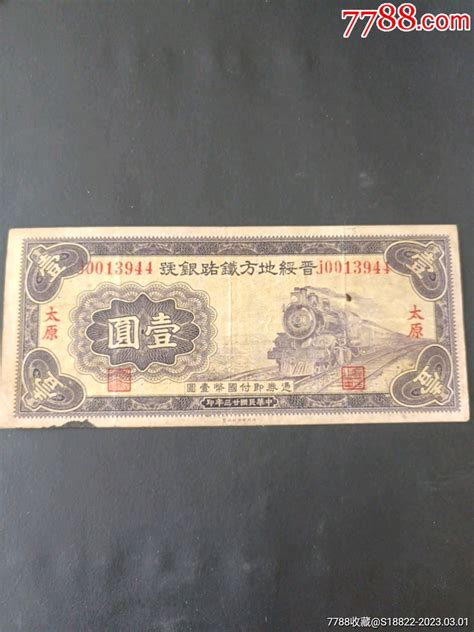 7788.com
號銀路鐵方地綏晉
J0013944
J0013944
太原
太原
壹
壹
壹
壹
圓壹
圓壹幣國付即券憑
印年三廿國民華中
7788收藏@S18822-2023.03.01